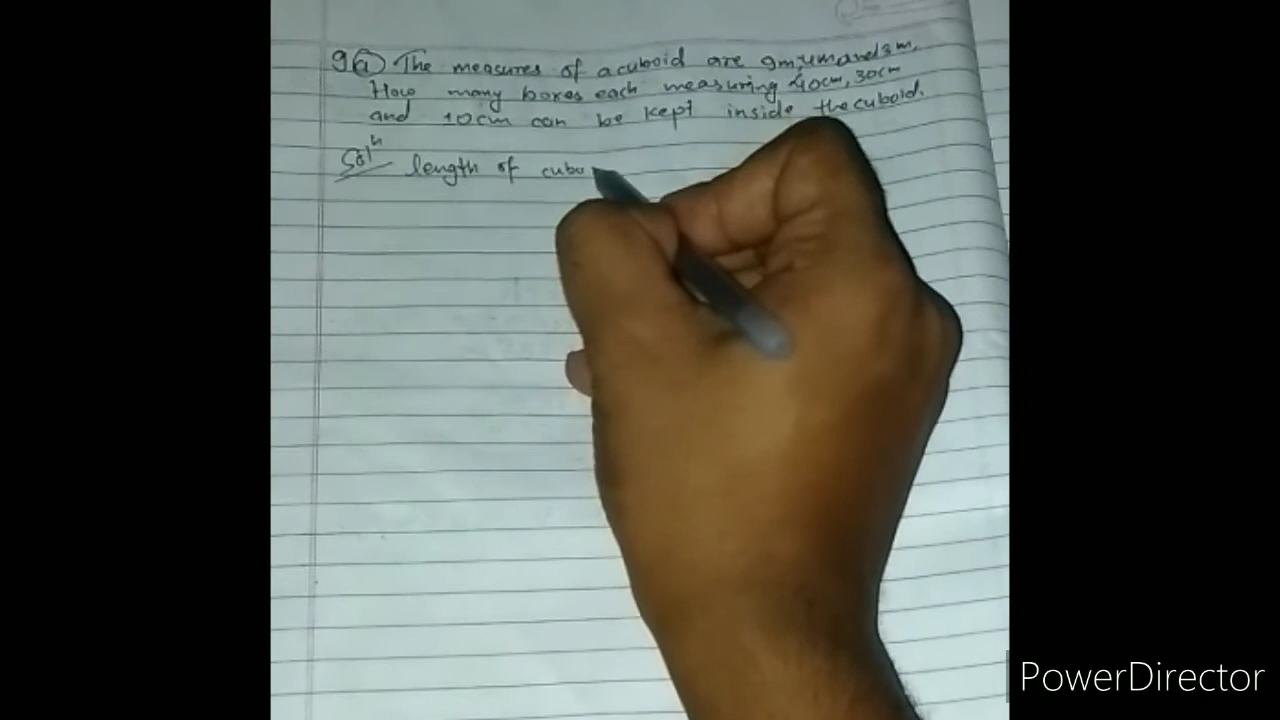 9(a) The measures of a cuboid are 9m, 4m and 3m.
How many boxes each measuring 40cm, 30cm
and 10cm can be kept inside the cuboid.
Solⁿ length of cubo
PowerDirector